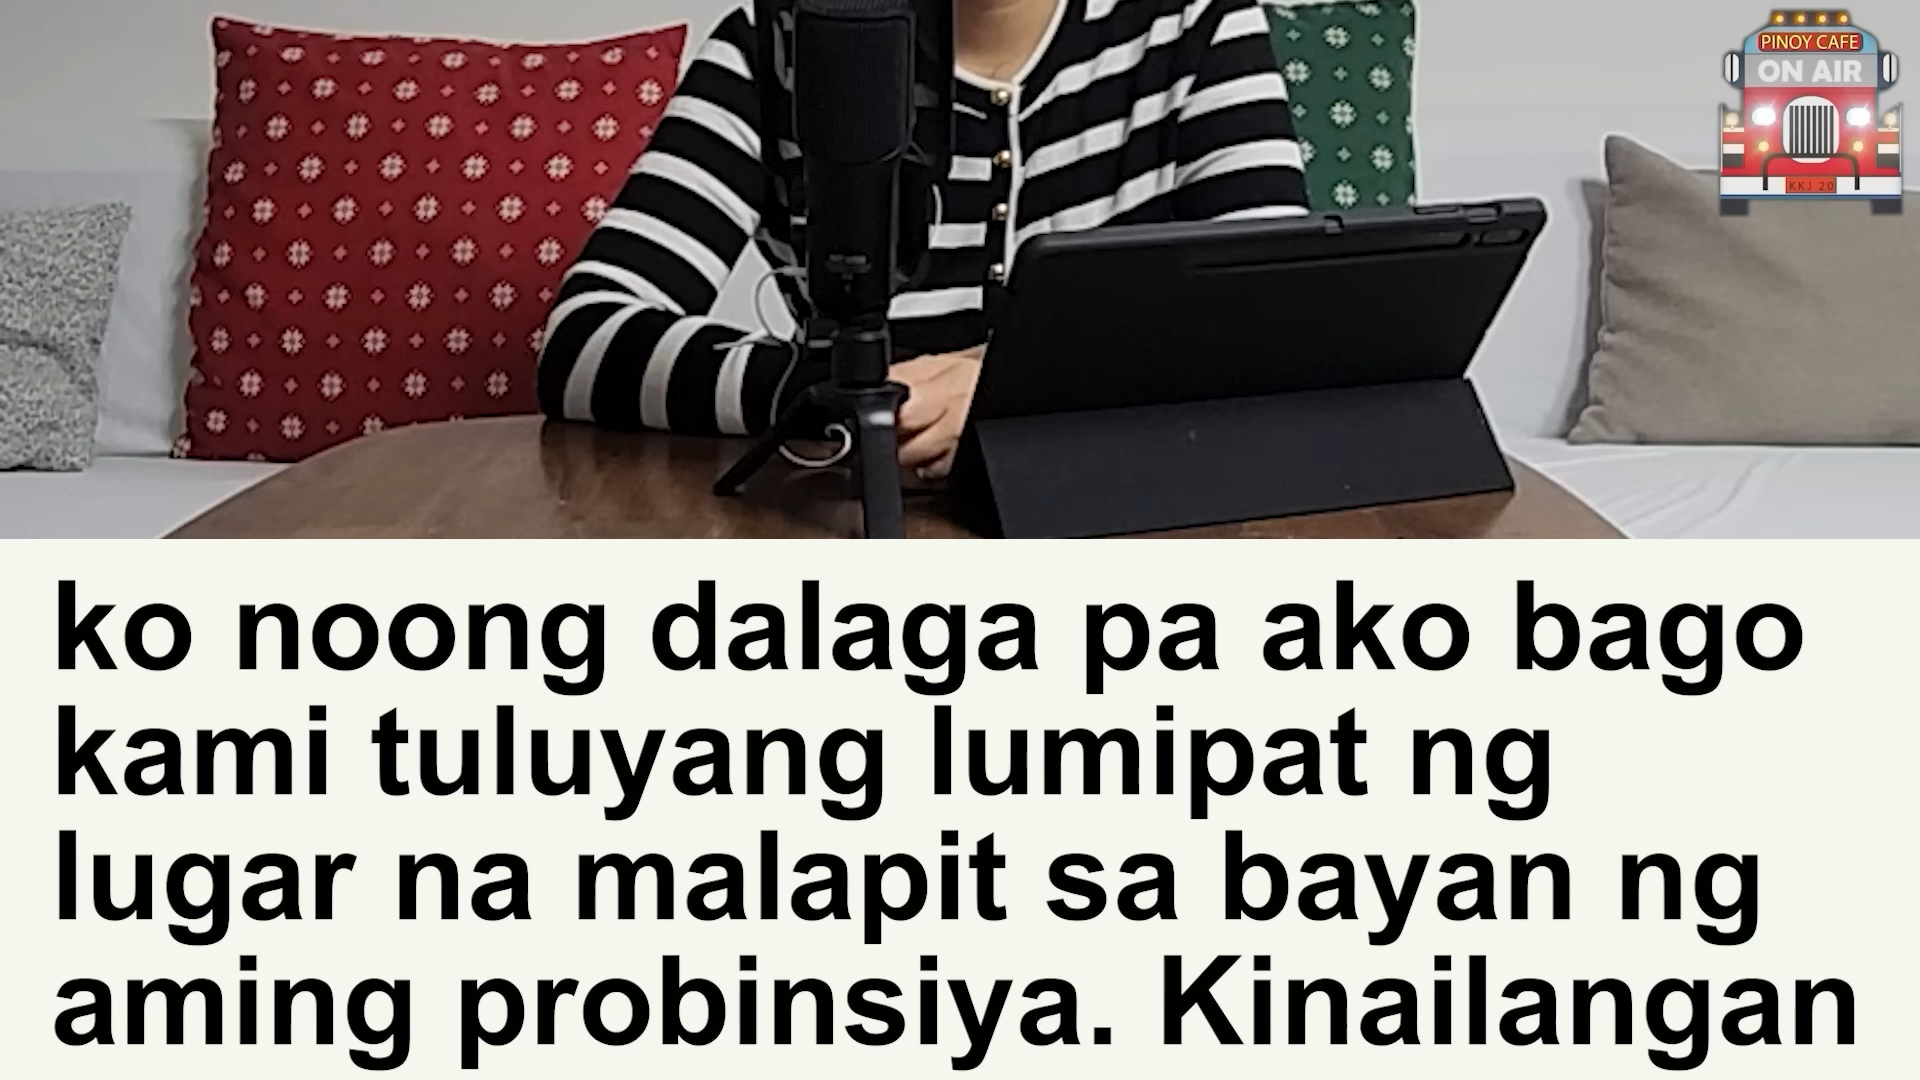 PINOY CAFE
ON AIR
KKJ 20
ko noong dalaga pa ako bago
kami tuluyang lumipat ng
lugar na malapit sa bayan ng
aming probinsiya. Kinailangan